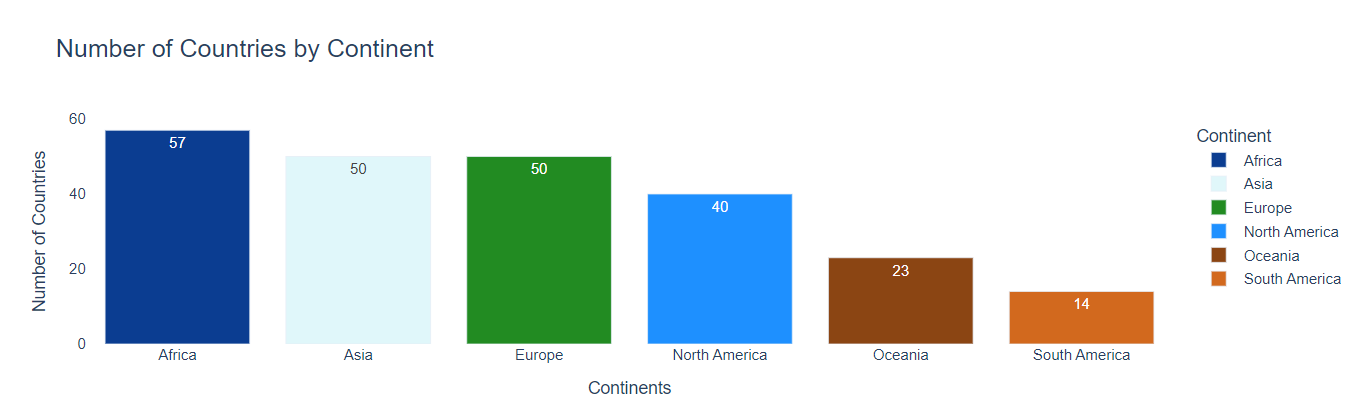 Number of Countries by Continent
60
40
20
0
Number of Countries
57
50
50
40
23
14
Africa
Asia
Europe
North America
Oceania
South America
Continents
Continent
Africa
Asia
Europe
North America
Oceania
South America